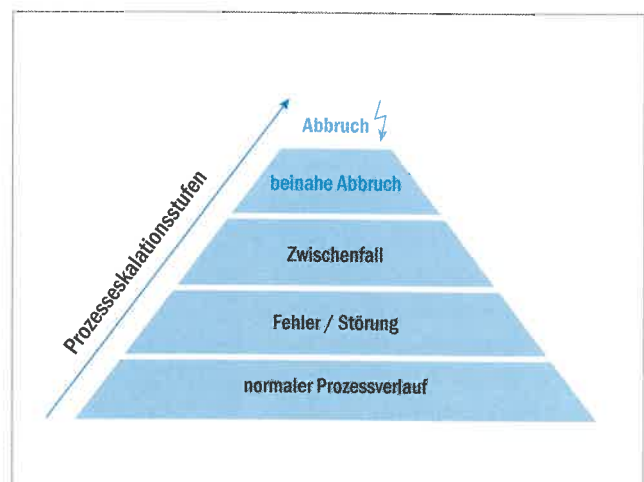 Abbruch
beinahe Abbruch
Zwischenfall
Fehler / Störung
normaler Prozessverlauf
Prozesseskalationsstufen